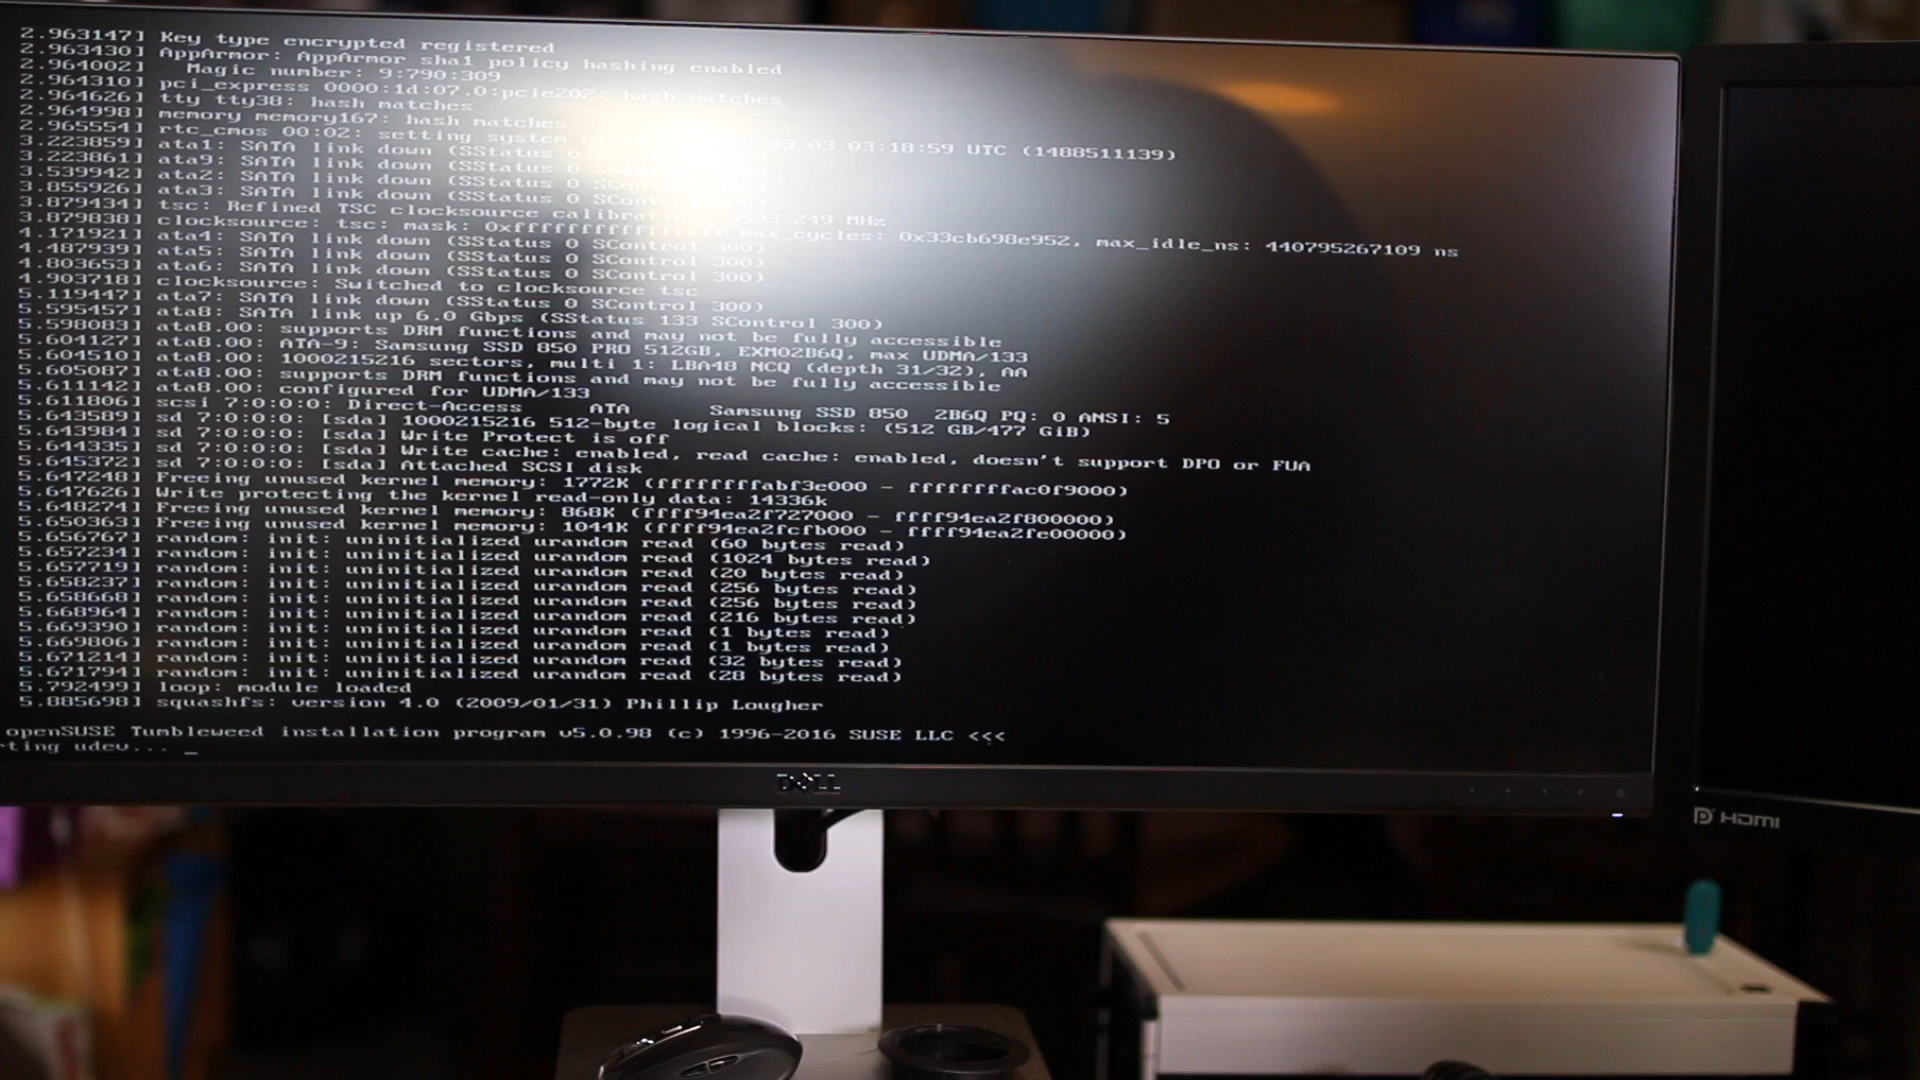 2.963147] Key type encrypted registered
2.963430] AppArmor: AppArmor sha1 policy hashing enabled
2.964002]   Magic number: 9:790:309
2.964310] pci_express 0000:1d:07.0:pcie202: hash matches
2.964626] tty tty38: hash matches
2.964998] memory memory167: hash matches
2.965554] rtc_cmos 00:02: setting system 03-03 03:18:59 UTC (1488511139)
3.223859] ata1: SATA link down (SStatus 0
3.223861] ata9: SATA link down (SStatus 0 300)
3.539942] ata2: SATA link down (SStatus 0 SControl 300)
3.855926] ata3: SATA link down (SStatus 0 SControl 300)
3.879434] tsc: Refined TSC clocksource calibration 3593.249 MHz
3.879838] clocksource: tsc: mask: 0xffffffffffffffff max_cycles: 0x33cb698e952, max_idle_ns: 440795267109 ns
4.171921] ata4: SATA link down (SStatus 0 SControl 300)
4.487939] ata5: SATA link down (SStatus 0 SControl 300)
4.803653] ata6: SATA link down (SStatus 0 SControl 300)
4.903718] clocksource: Switched to clocksource tsc
5.119447] ata7: SATA link down (SStatus 0 SControl 300)
5.595457] ata8: SATA link up 6.0 Gbps (SStatus 133 SControl 300)
5.598083] ata8.00: supports DRM functions and may not be fully accessible
5.604127] ata8.00: ATA-9: Samsung SSD 850 PRO 512GB, EXM02B6Q, max UDMA/133
5.604510] ata8.00: 1000215216 sectors, multi 1: LBA48 NCQ (depth 31/32), AA
5.605087] ata8.00: supports DRM functions and may not be fully accessible
5.611142] ata8.00: configured for UDMA/133
5.611806] scsi 7:0:0:0: Direct-Access     ATA      Samsung SSD 850  2B6Q PQ: 0 ANSI: 5
5.643589] sd 7:0:0:0: [sda] 1000215216 512-byte logical blocks: (512 GB/477 GiB)
5.643984] sd 7:0:0:0: [sda] Write Protect is off
5.644335] sd 7:0:0:0: [sda] Write cache: enabled, read cache: enabled, doesn't support DPO or FUA
5.645372] sd 7:0:0:0: [sda] Attached SCSI disk
5.647248] Freeing unused kernel memory: 1772K (ffffffffabf3e000 - ffffffffac0f9000)
5.647626] Write protecting the kernel read-only data: 14336k
5.648274] Freeing unused kernel memory: 868K (ffff94ea2f727000 - ffff94ea2f800000)
5.650363] Freeing unused kernel memory: 1044K (ffff94ea2fcfb000 - ffff94ea2fe00000)
5.656767] random: init: uninitialized urandom read (60 bytes read)
5.657234] random: init: uninitialized urandom read (1024 bytes read)
5.657719] random: init: uninitialized urandom read (20 bytes read)
5.658237] random: init: uninitialized urandom read (256 bytes read)
5.658668] random: init: uninitialized urandom read (256 bytes read)
5.668964] random: init: uninitialized urandom read (216 bytes read)
5.669390] random: init: uninitialized urandom read (1 bytes read)
5.669806] random: init: uninitialized urandom read (1 bytes read)
5.671214] random: init: uninitialized urandom read (32 bytes read)
5.671794] random: init: uninitialized urandom read (28 bytes read)
5.792499] loop: module loaded
5.885698] squashfs: version 4.0 (2009/01/31) Phillip Lougher
openSUSE Tumbleweed installation program v5.0.98 (c) 1996-2016 SUSE LLC <<<
ting udev... _
DELL
HDMI